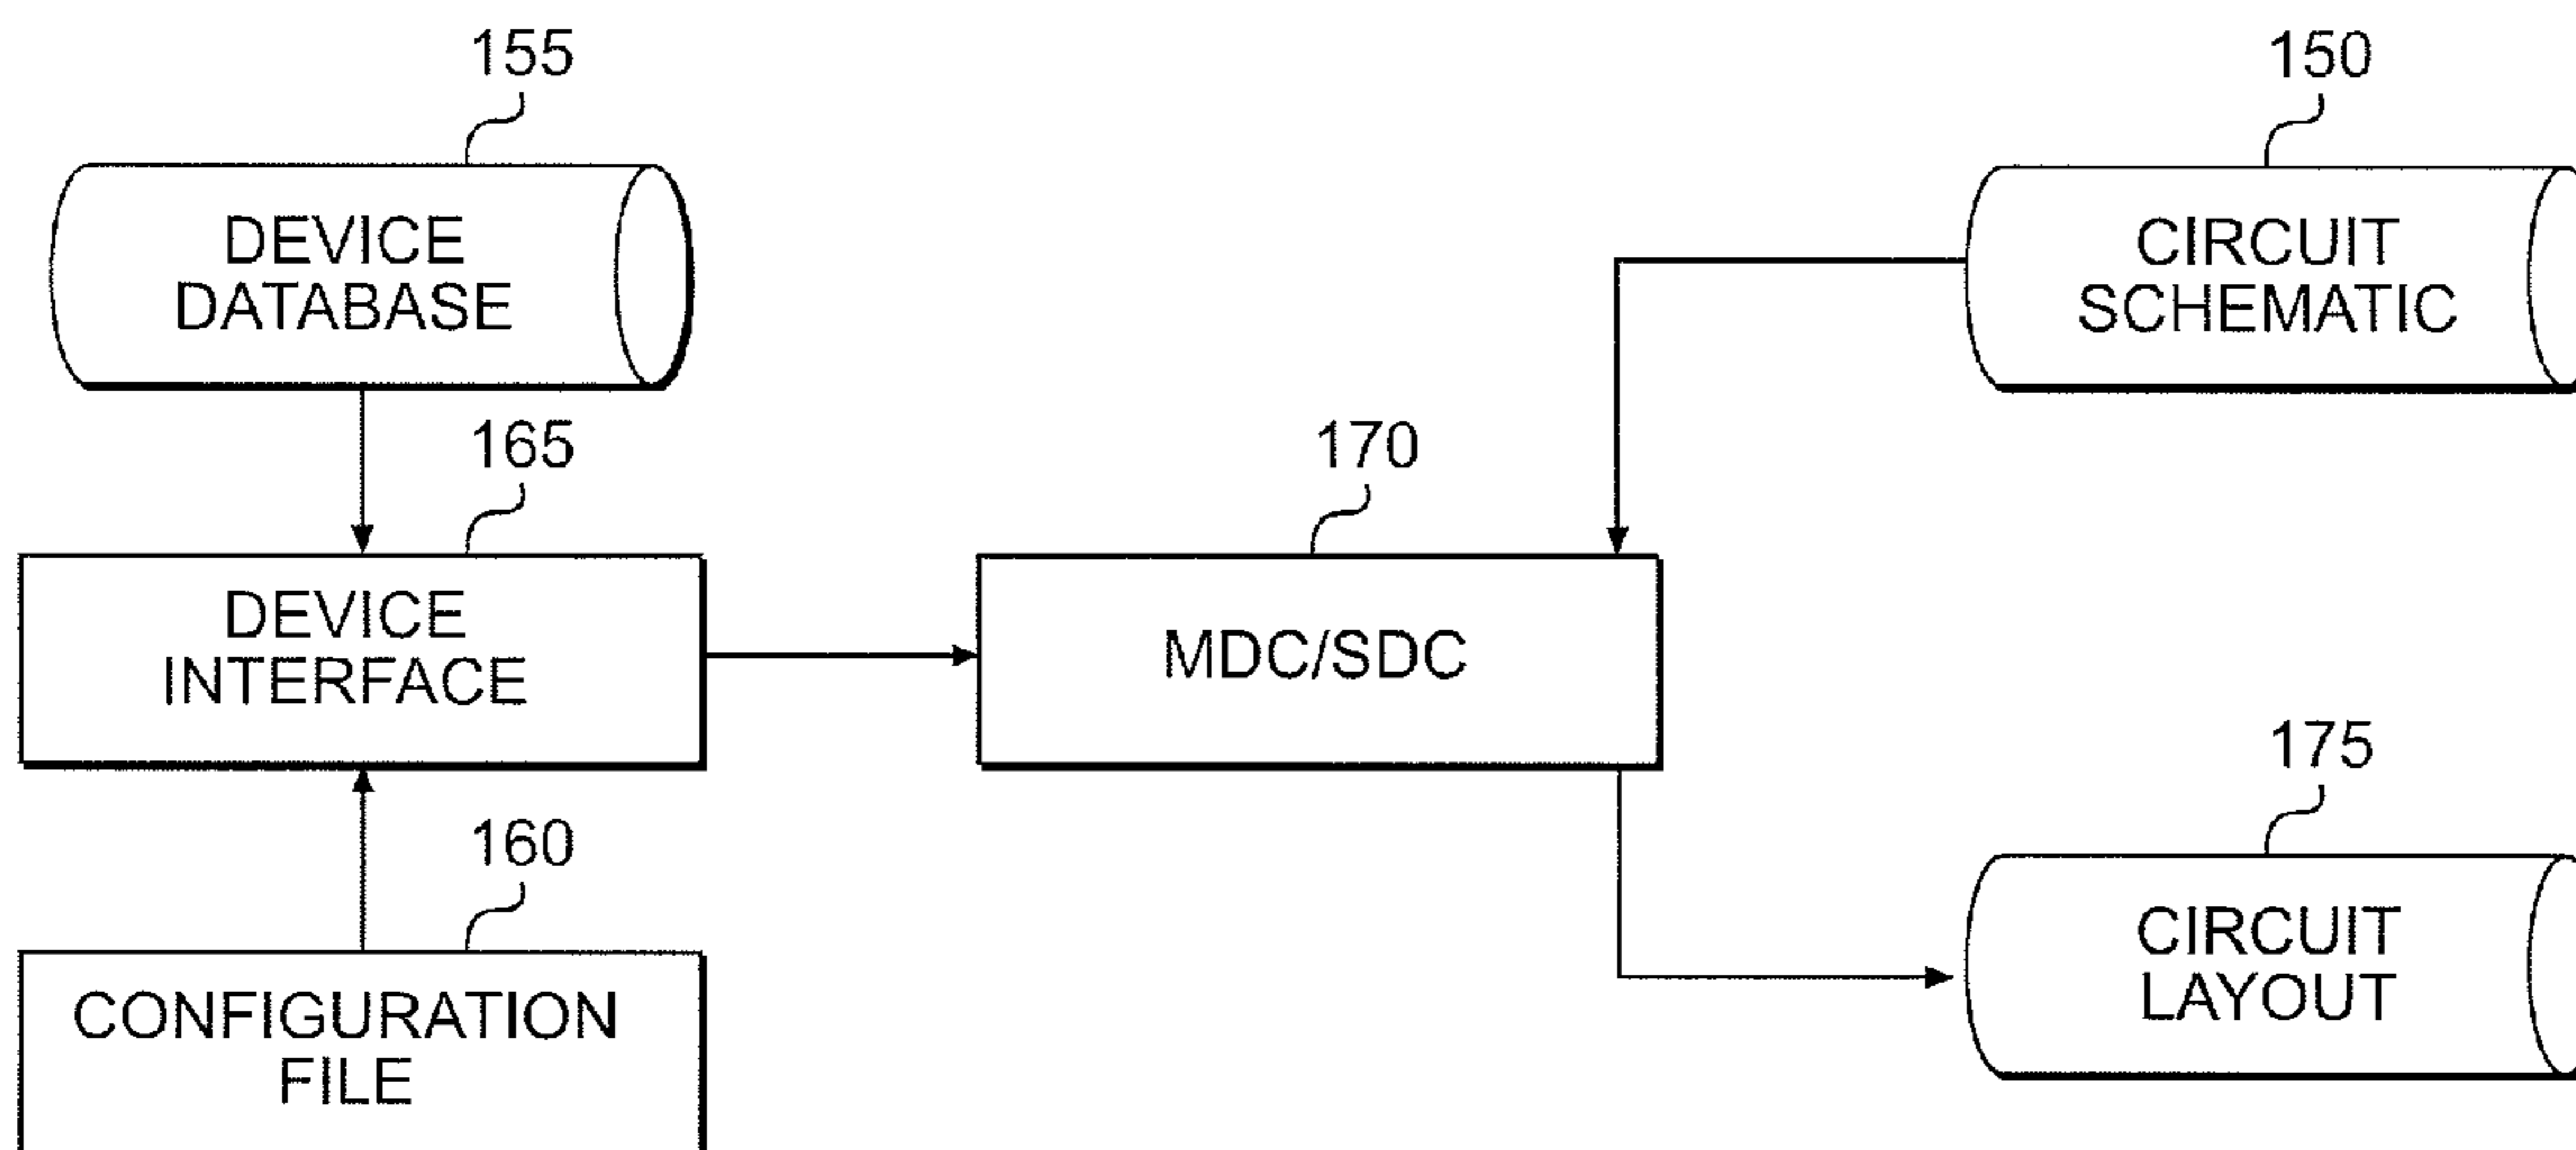 155
150
DEVICE
DATABASE
CIRCUIT
SCHEMATIC
165
170
DEVICE
INTERFACE
MDC/SDC
175
160
CIRCUIT
LAYOUT
CONFIGURATION
FILE